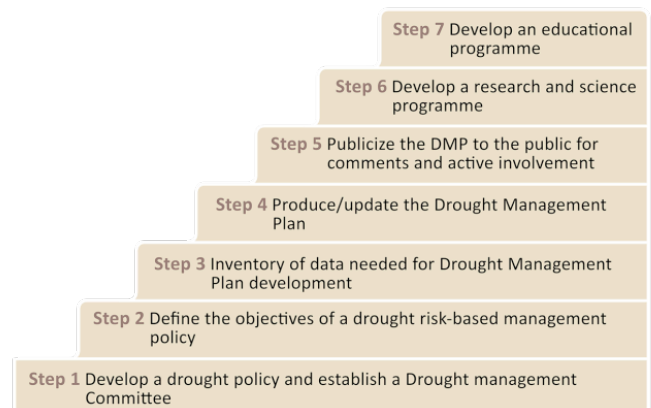 Step 7 Develop an educational
programme
Step 6 Develop a research and science
programme
Step 5 Publicize the DMP to the public for
comments and active involvement
Step 4 Produce/update the Drought Management
Plan
Step 3 Inventory of data needed for Drought Management
Plan development
Step 2 Define the objectives of a drought risk-based management
policy
Step 1 Develop a drought policy and establish a Drought management
Committee